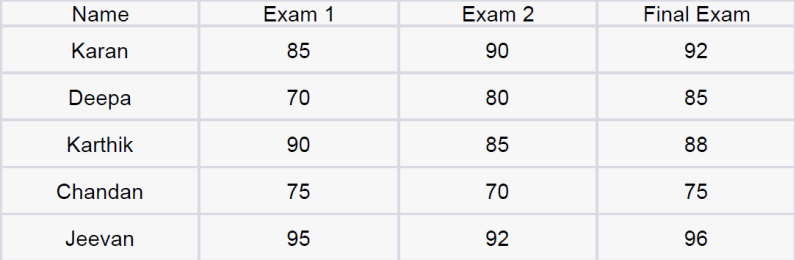 Name Exam 1 Exam 2 Final Exam
Karan 85 90 92
Deepa 70 80 85
Karthik 90 85 88
Chandan 75 70 75
Jeevan 95 92 96